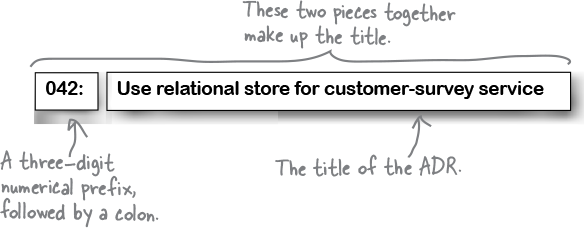 These two pieces together
make up the title.
042: Use relational store for customer-survey service
A three-digit
numerical prefix,
followed by a colon.
The title of the ADR.